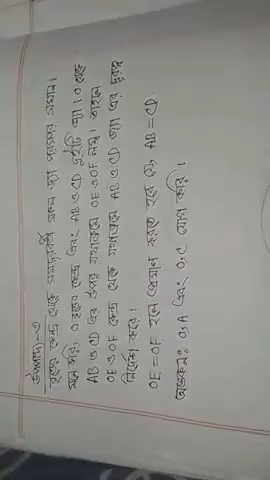 উপপাদ্য-৩
বৃত্তের কেন্দ্র থেকে সমদূরবর্তী সকল জ্যা পরস্পর সমান।
মনে করি, O বৃত্তের কেন্দ্র এবং AB ও CD দুইটি জ্যা। O থেকে
AB ও CD এর উপর যথাক্রমে OE ও OF লম্ব। তাহলে
OE ও OF কেন্দ্র থেকে যথাক্রমে AB ও CD জ্যা এর দূরত্ব
নির্দেশ করে।
OE = OF হলে প্রমাণ করতে হবে যে, AB = CD.
অঙ্কন: O, A এবং O, C যোগ করি।